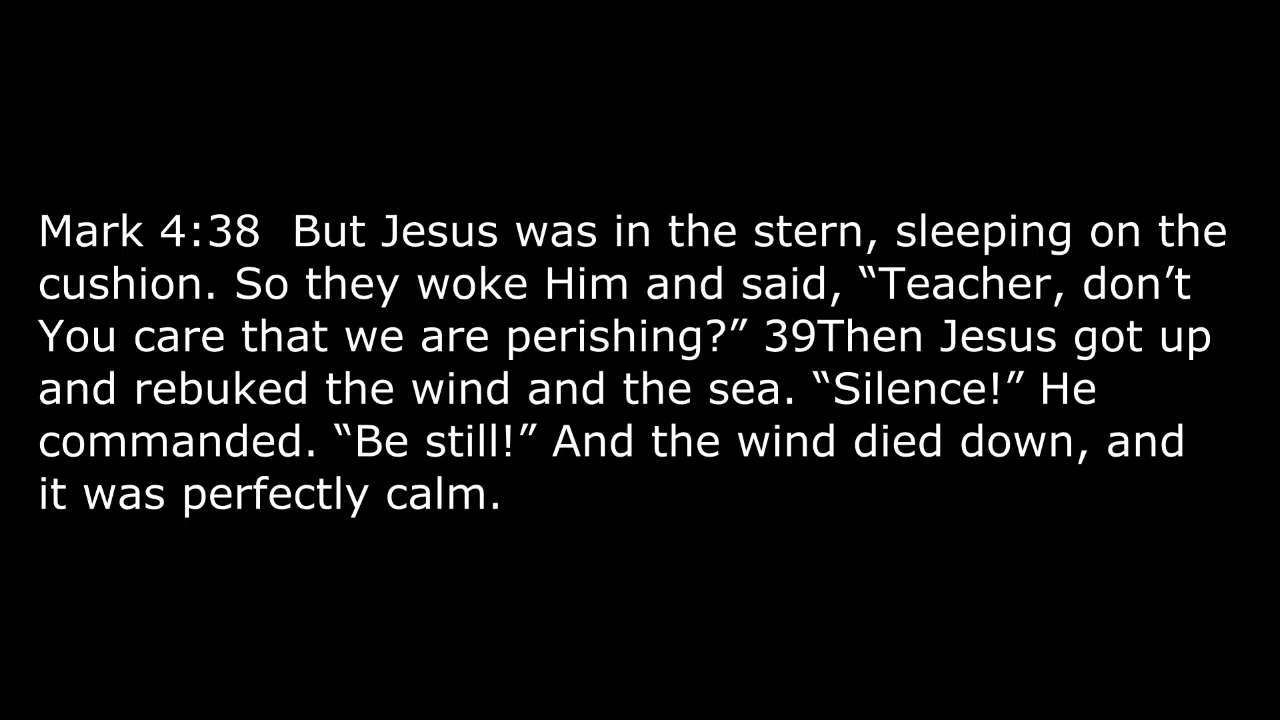 Mark 4:38  But Jesus was in the stern, sleeping on the
cushion. So they woke Him and said, “Teacher, don’t
You care that we are perishing?” 39Then Jesus got up
and rebuked the wind and the sea. “Silence!” He
commanded. “Be still!” And the wind died down, and
it was perfectly calm.